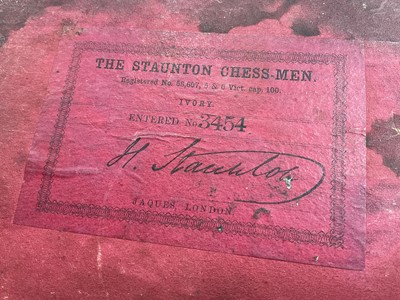 THE STAUNTON CHESS-MEN.
Registered No. 58,607, 5 & 6 Vict. cap. 100.
IVORY.
ENTERED No 3454
H. Staunton
JAQUES, LONDON.